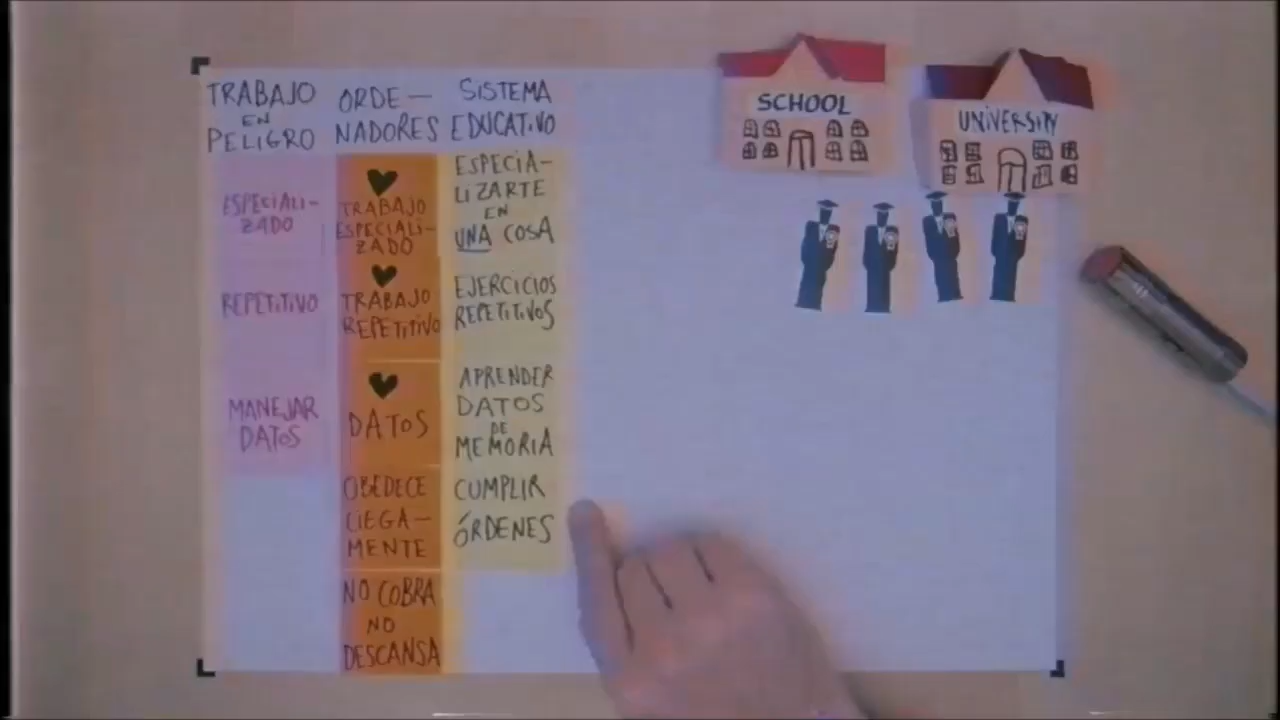 TRABAJO
EN
PELIGRO
ESPECIALI-
ZADO
REPETITIVO
MANEJAR
DATOS
ORDE-
NADORES
TRABAJO
ESPECIALI-
ZADO
TRABAJO
REPETITIVO
DATOS
OBEDECE
CIEGA-
MENTE
NO COBRA
NO
DESCANSA
SISTEMA
EDUCATIVO
ESPECIA-
LIZARTE
EN
UNA COSA
EJERCICIOS
REPETITIVOS
APRENDER
DATOS
DE
MEMORIA
CUMPLIR
ÓRDENES
SCHOOL
UNIVERSITY